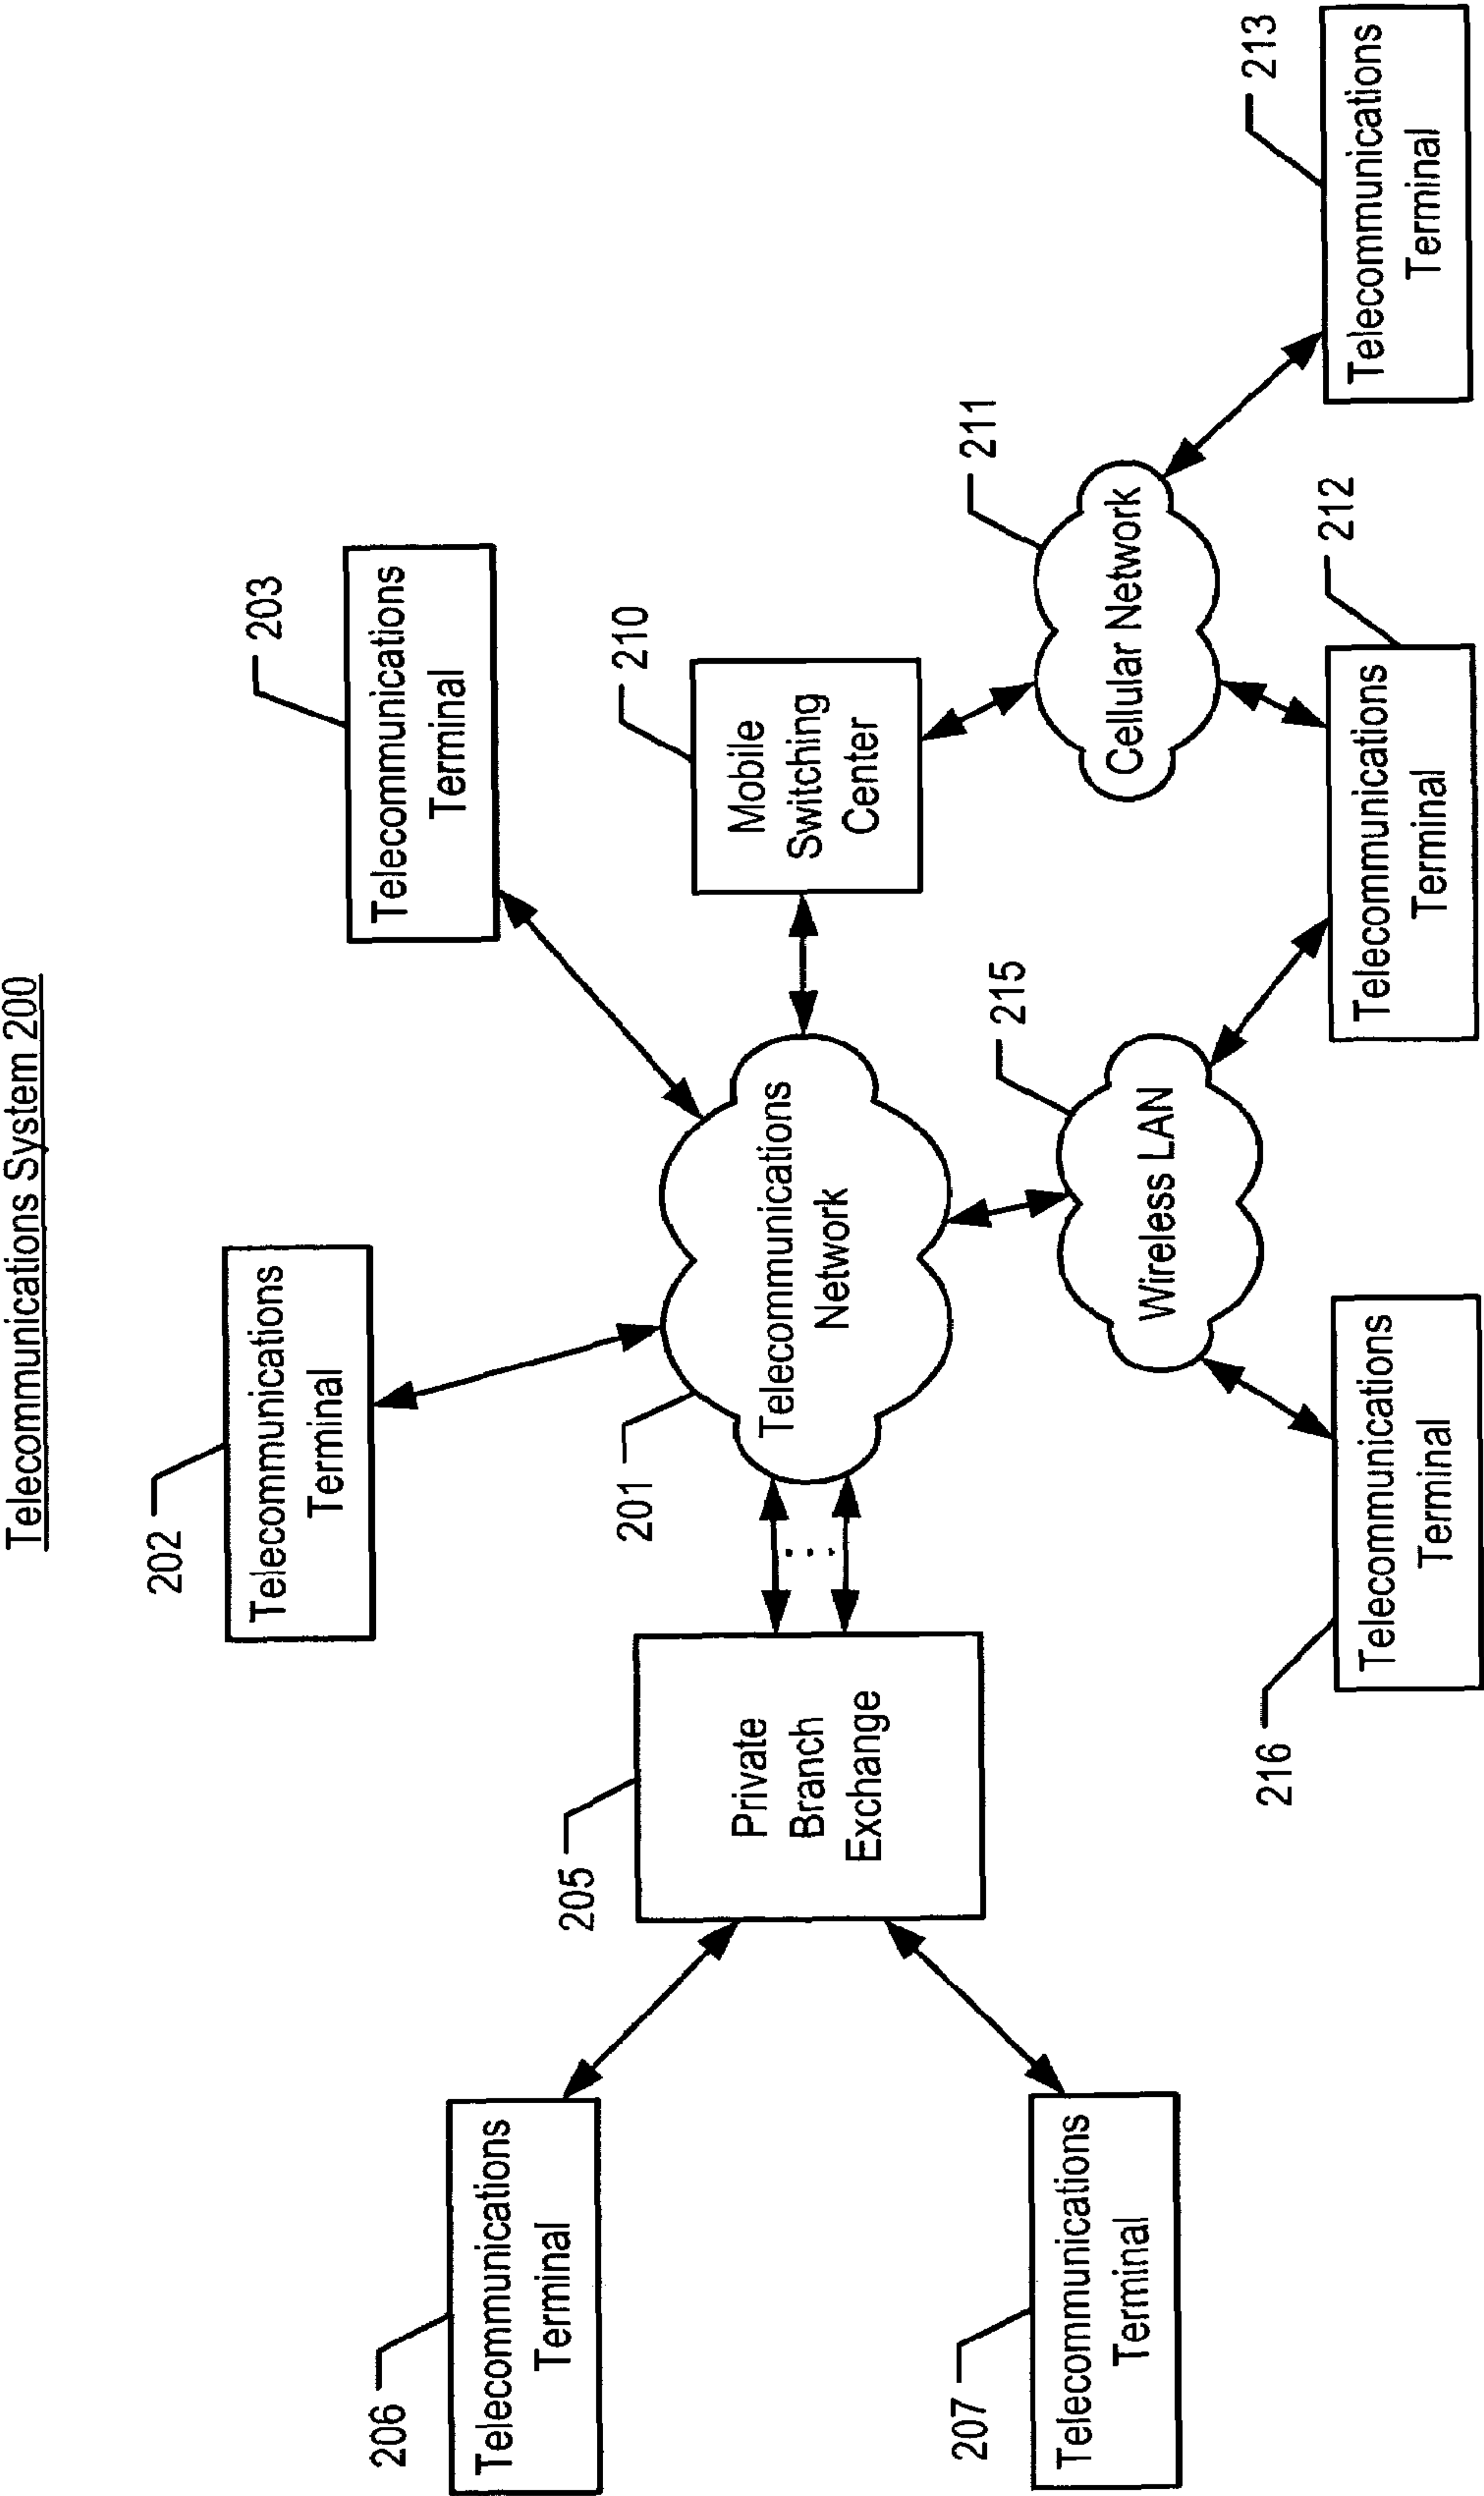 Telecommunications System 200
202
Telecommunications
Terminal
203
Telecommunications
Terminal
206
Telecommunications
Terminal
205
Private
Branch
Exchange
201
Telecommunications
Network
210
Mobile
Switching
Center
211
Cellular Network
213
Telecommunications
Terminal
207
Telecommunications
Terminal
215
Wireless LAN
216
Telecommunications
Terminal
212
Telecommunications
Terminal